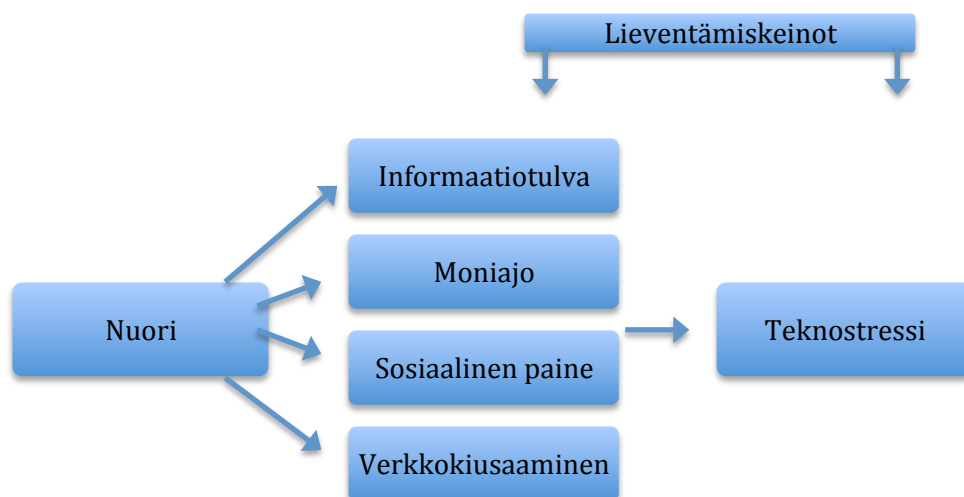 Lieventämiskeinot
Informaatiotulva
Moniajo
Nuori
Teknostressi
Sosiaalinen paine
Verkkokiusaaminen